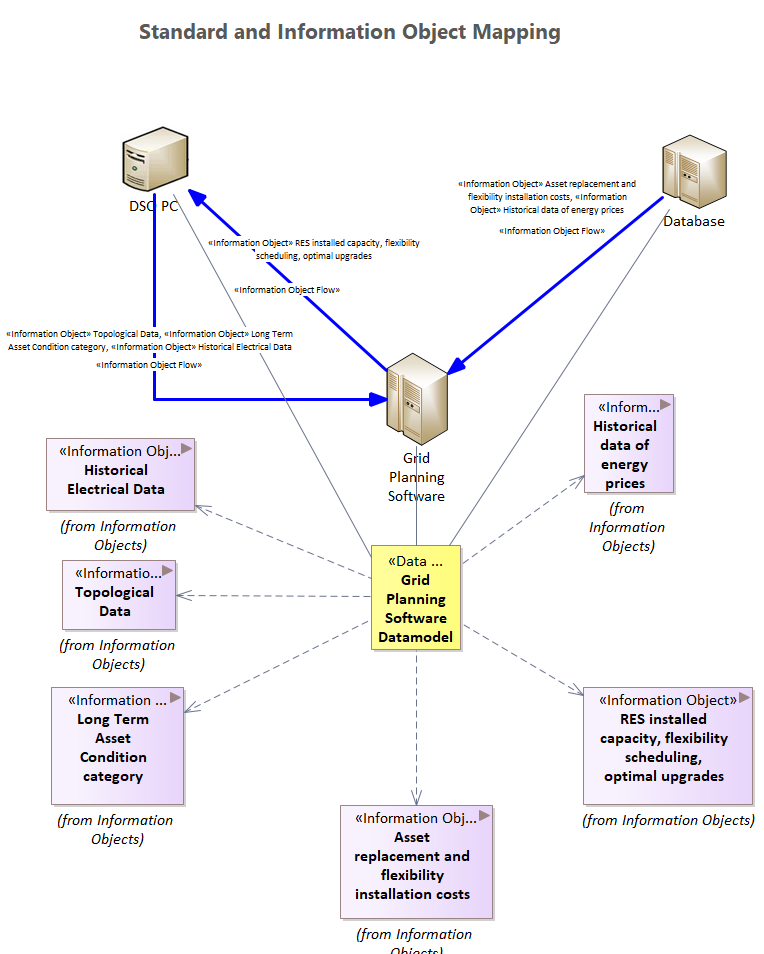 Standard and Information Object Mapping
DSO PC
Database
«Information Object» Asset replacement and
flexibility installation costs, «Information
Object» Historical data of energy prices
«Information Object Flow»
«Information Object» RES installed capacity, flexibility
scheduling, optimal upgrades
«Information Object Flow»
«Information Object» Topological Data, «Information Object» Long Term
Asset Condition category, «Information Object» Historical Electrical Data
«Information Object Flow»
Grid
Planning
Software
«Inform...
Historical
data of
energy
prices
(from
Information
Objects)
«Information Obj...
Historical
Electrical Data
(from Information
Objects)
«Data ...
Grid
Planning
Software
Datamodel
«Informatio...
Topological
Data
(from Information
Objects)
«Information ...
Long Term
Asset
Condition
category
(from Information
Objects)
«Information Object»
RES installed
capacity, flexibility
scheduling,
optimal upgrades
(from Information Objects)
«Information Obj...
Asset
replacement and
flexibility
installation costs
(from Information
Objects)